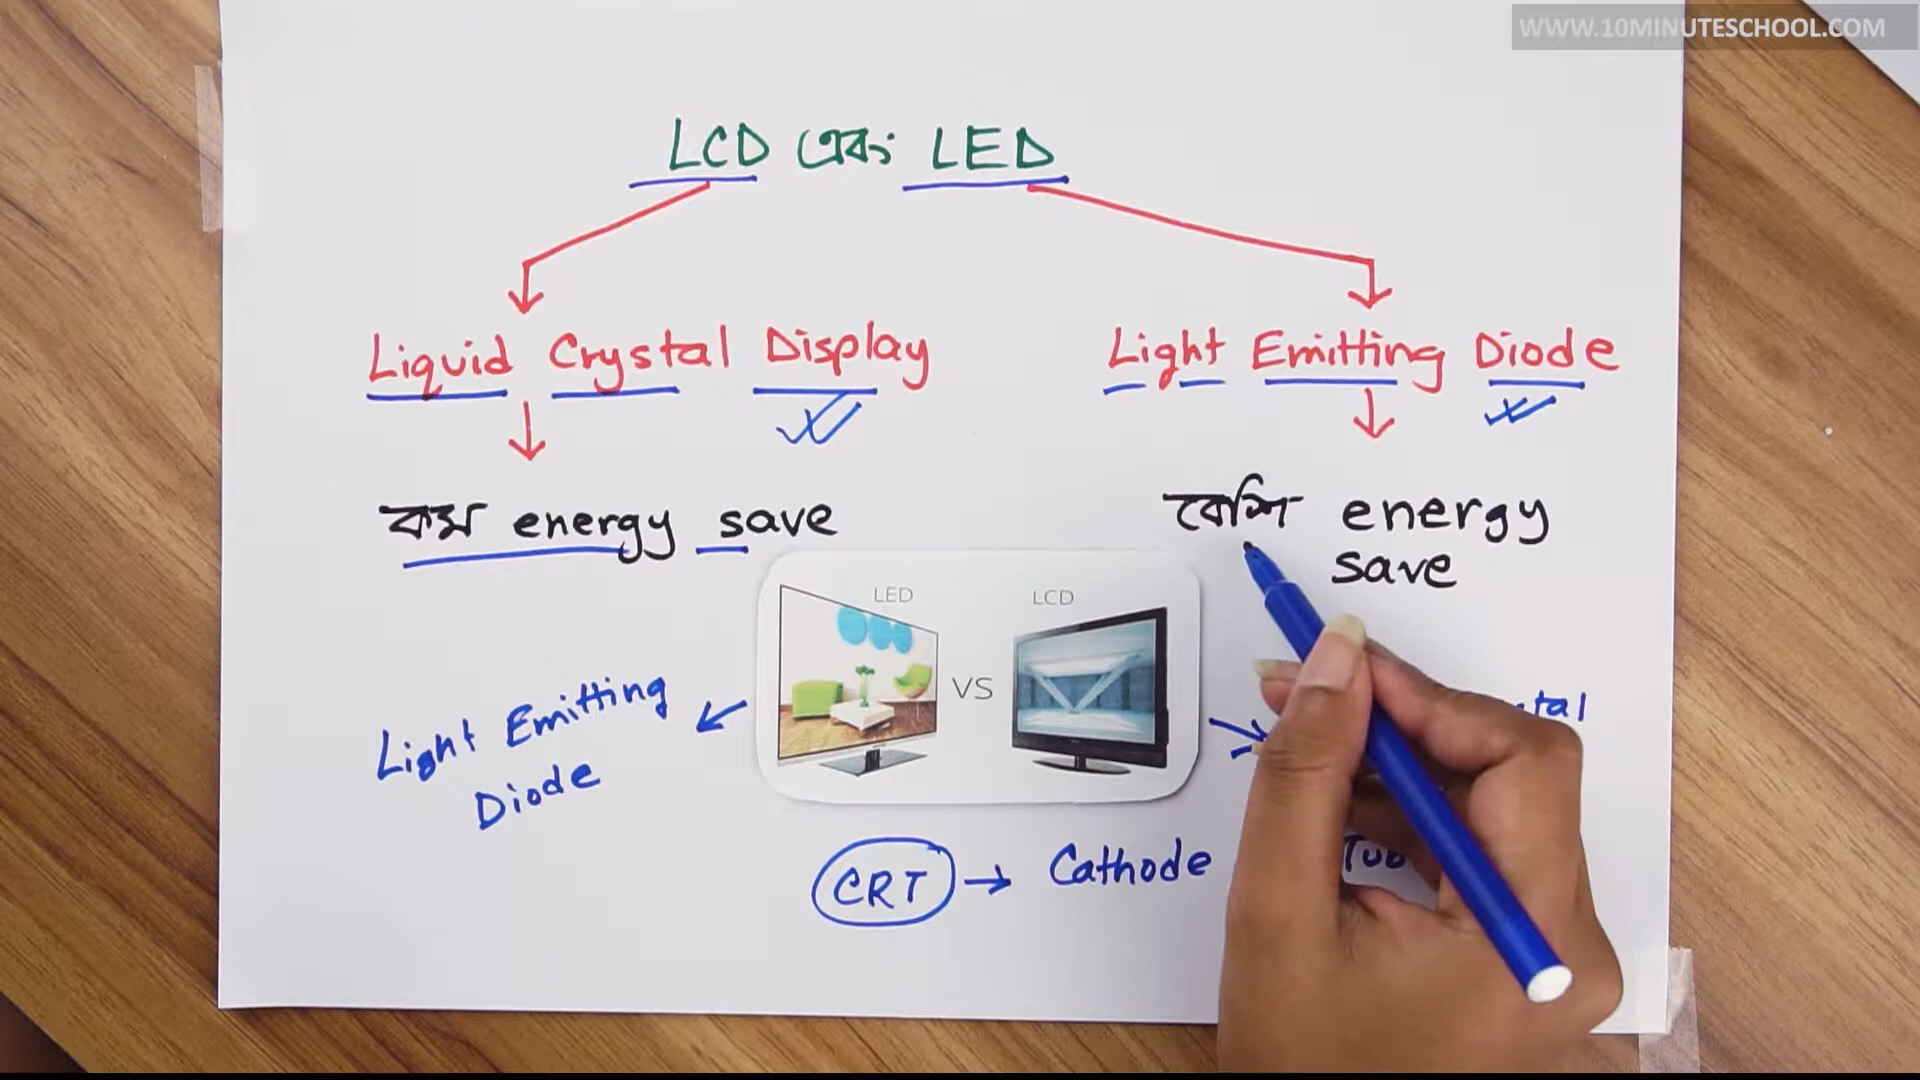 WWW.10MINUTESCHOOL.COM
LCD এবং LED
Liquid Crystal Display
Light Emitting Diode
কম energy save
বেশি energy
save
LED
LCD
VS
Light Emitting
Diode
CRT → Cathode